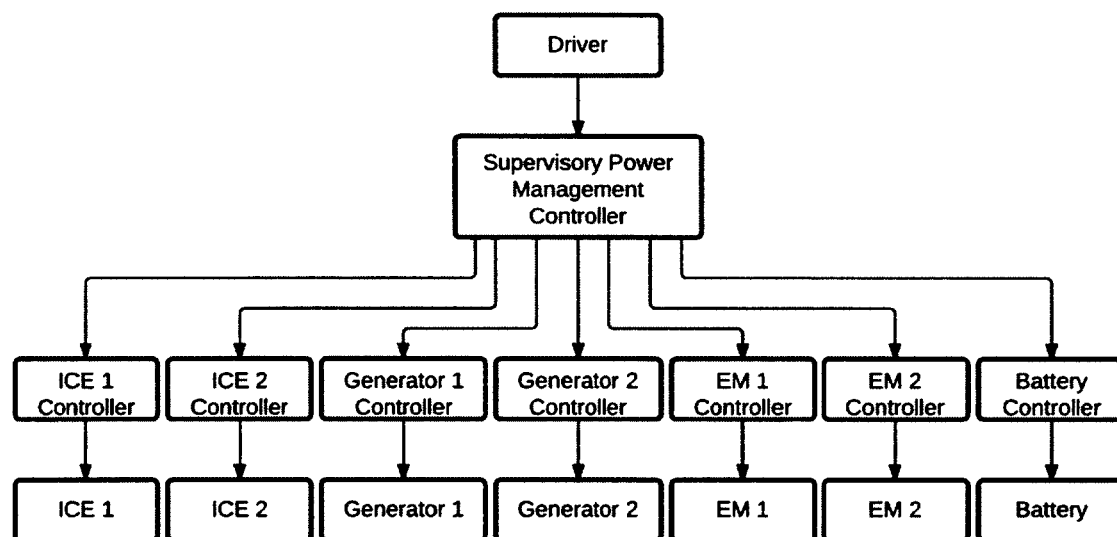 Driver
Supervisory Power
Management
Controller
ICE 1
Controller
ICE 2
Controller
Generator 1
Controller
Generator 2
Controller
EM 1
Controller
EM 2
Controller
Battery
Controller
ICE 1
ICE 2
Generator 1
Generator 2
EM 1
EM 2
Battery